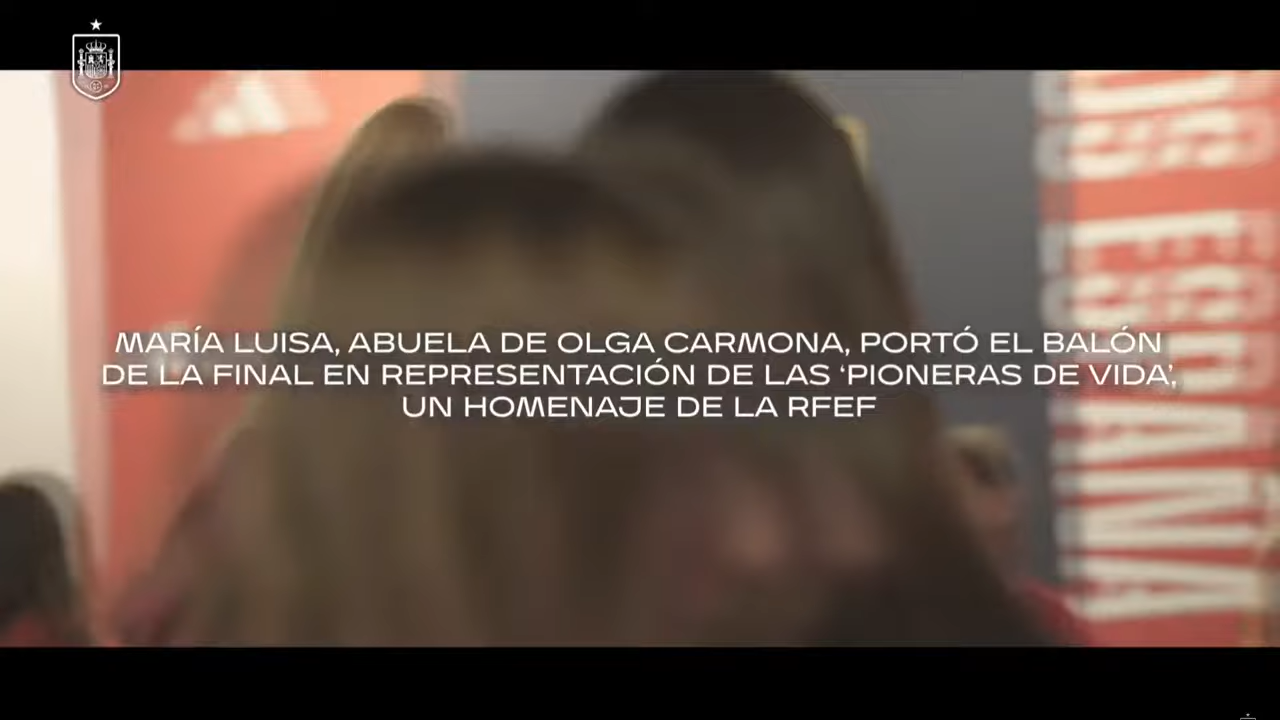 MARÍA LUISA, ABUELA DE OLGA CARMONA, PORTÓ EL BALÓN
DE LA FINAL EN REPRESENTACIÓN DE LAS ‘PIONERAS DE VIDA’,
UN HOMENAJE DE LA RFEF
ESPAÑA